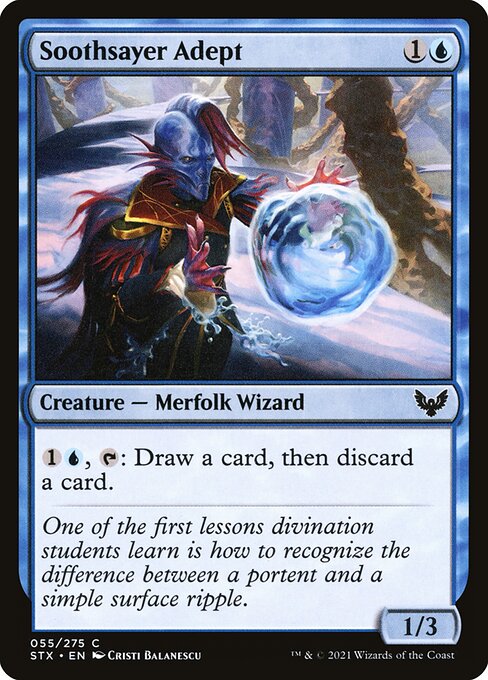 Soothsayer Adept 1
Creature — Merfolk Wizard
1, : Draw a card, then discard
a card.
One of the first lessons divination
students learn is how to recognize the
difference between a portent and a
simple surface ripple.
1/3
055/275 C
STX • EN Cristi Balanescu
™ & © 2021 Wizards of the Coast